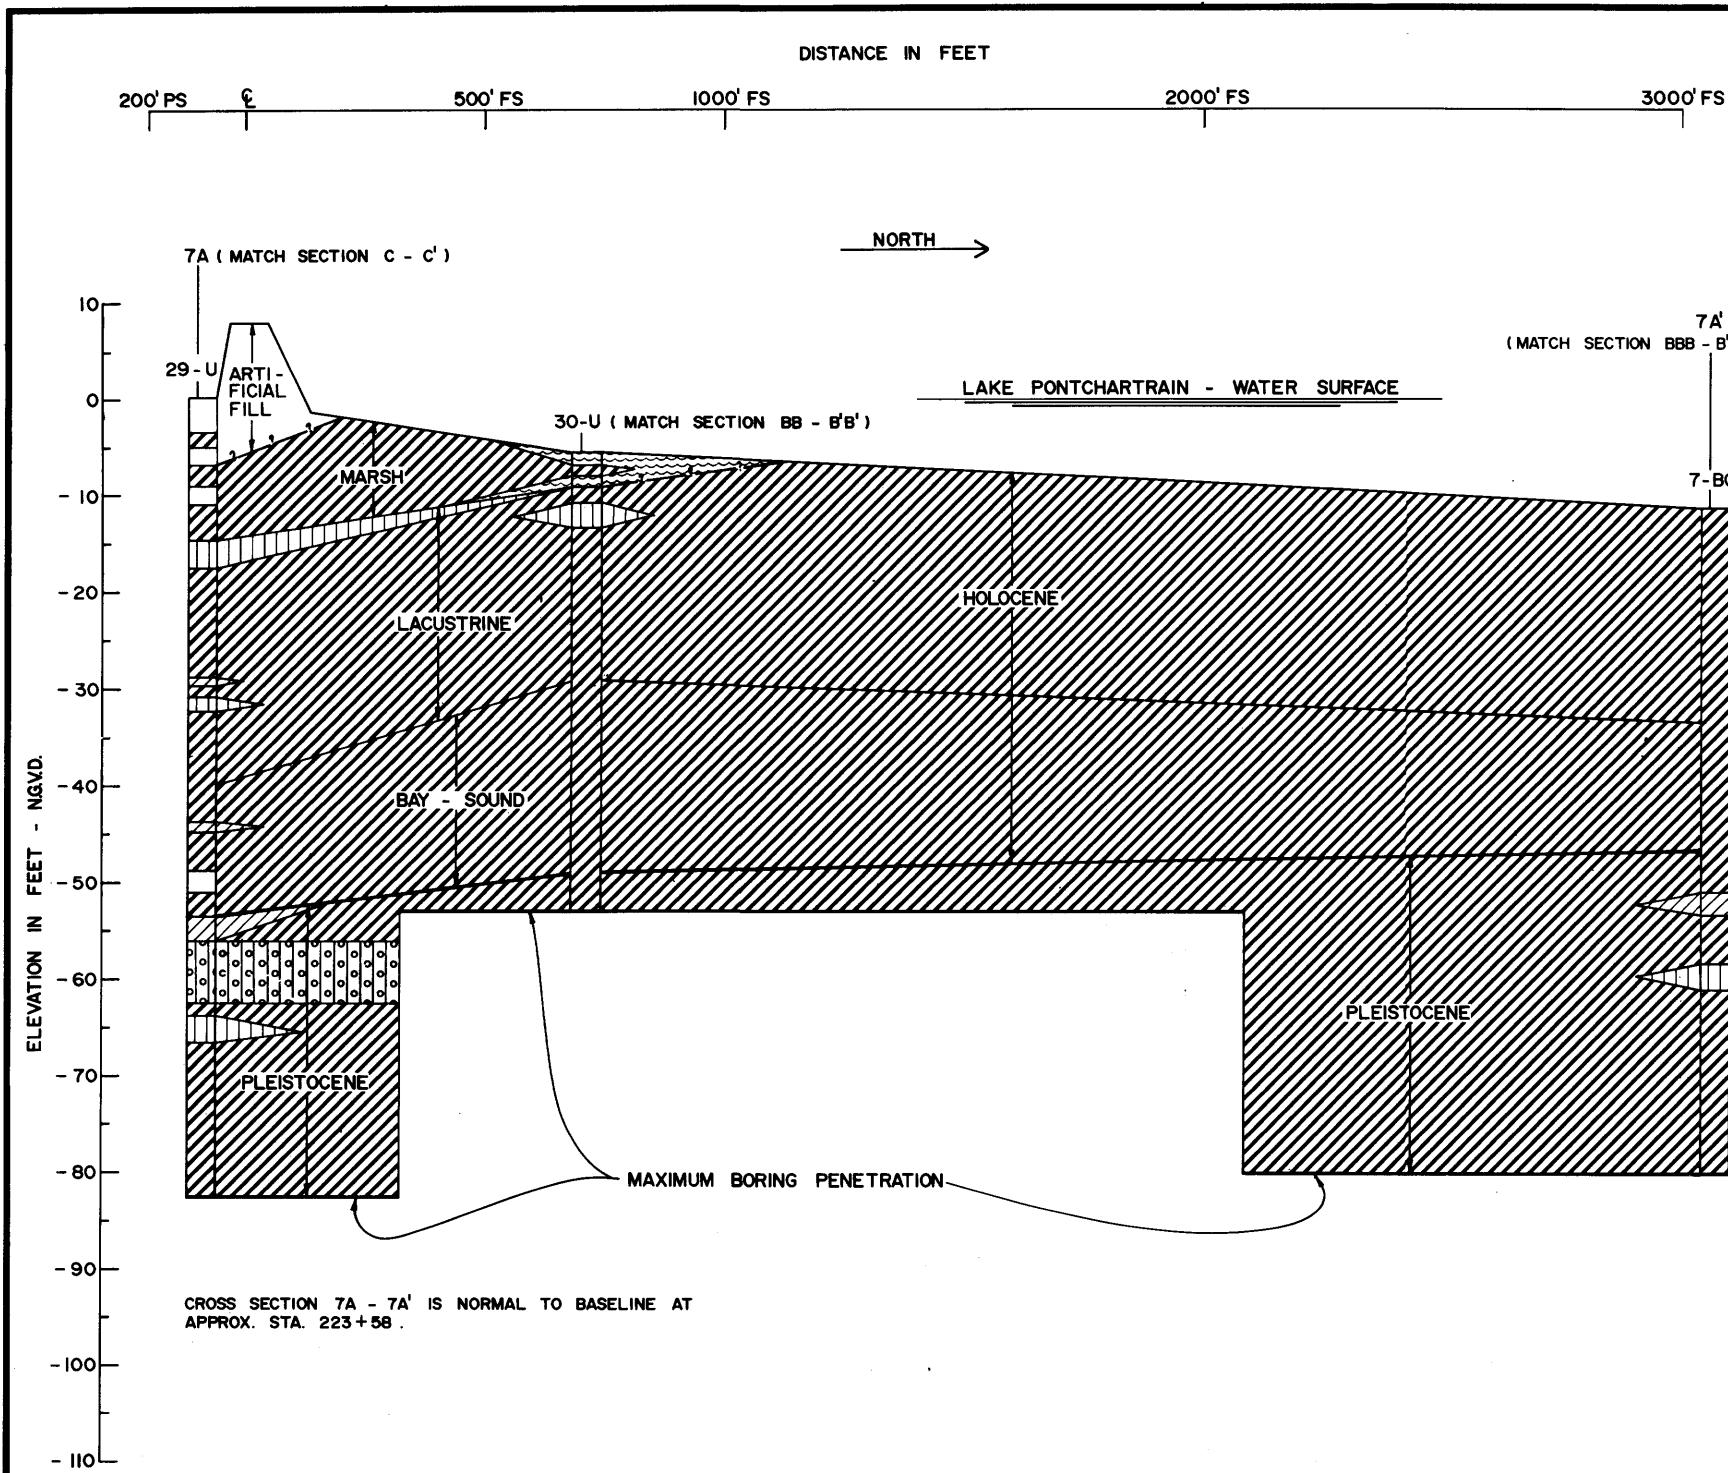 DISTANCE IN FEET
200' PS ℄ 500' FS 1000' FS 2000' FS 3000' FS
NORTH
7A ( MATCH SECTION C - C' )
10
0
-10
-20
-30
-40
-50
-60
-70
-80
-90
-100
-110
ELEVATION IN FEET - N.G.V.D.
7A'
(MATCH SECTION BBB - B'
29-U
ARTI-
FICIAL
FILL
LAKE PONTCHARTRAIN - WATER SURFACE
30-U ( MATCH SECTION BB - B'B' )
MARSH
HOLOCENE
LACUSTRINE
BAY - SOUND
PLEISTOCENE
PLEISTOCENE
MAXIMUM BORING PENETRATION
CROSS SECTION 7A - 7A' IS NORMAL TO BASELINE AT
APPROX. STA. 223+58 .